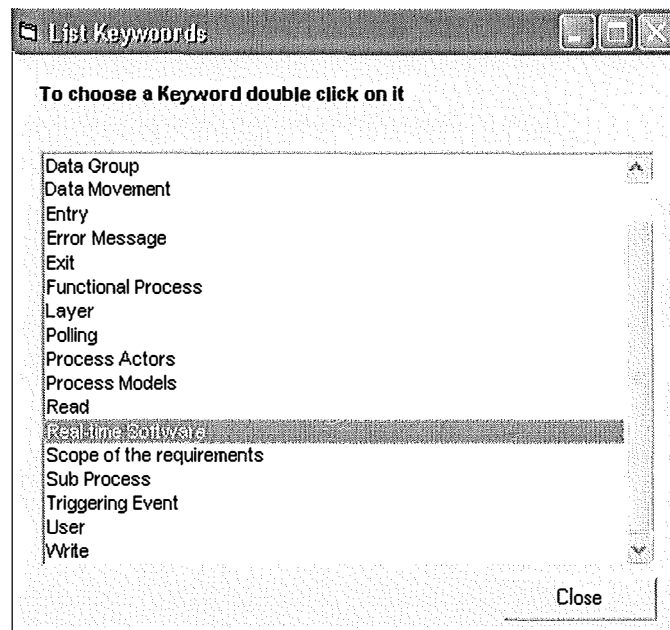 List Keywoords
To choose a Keyword double click on it
Data Group
Data Movement
Entry
Error Message
Exit
Functional Process
Layer
Polling
Process Actors
Process Models
Read
Real-time Software
Scope of the requirements
Sub Process
Triggering Event
User
Write
Close